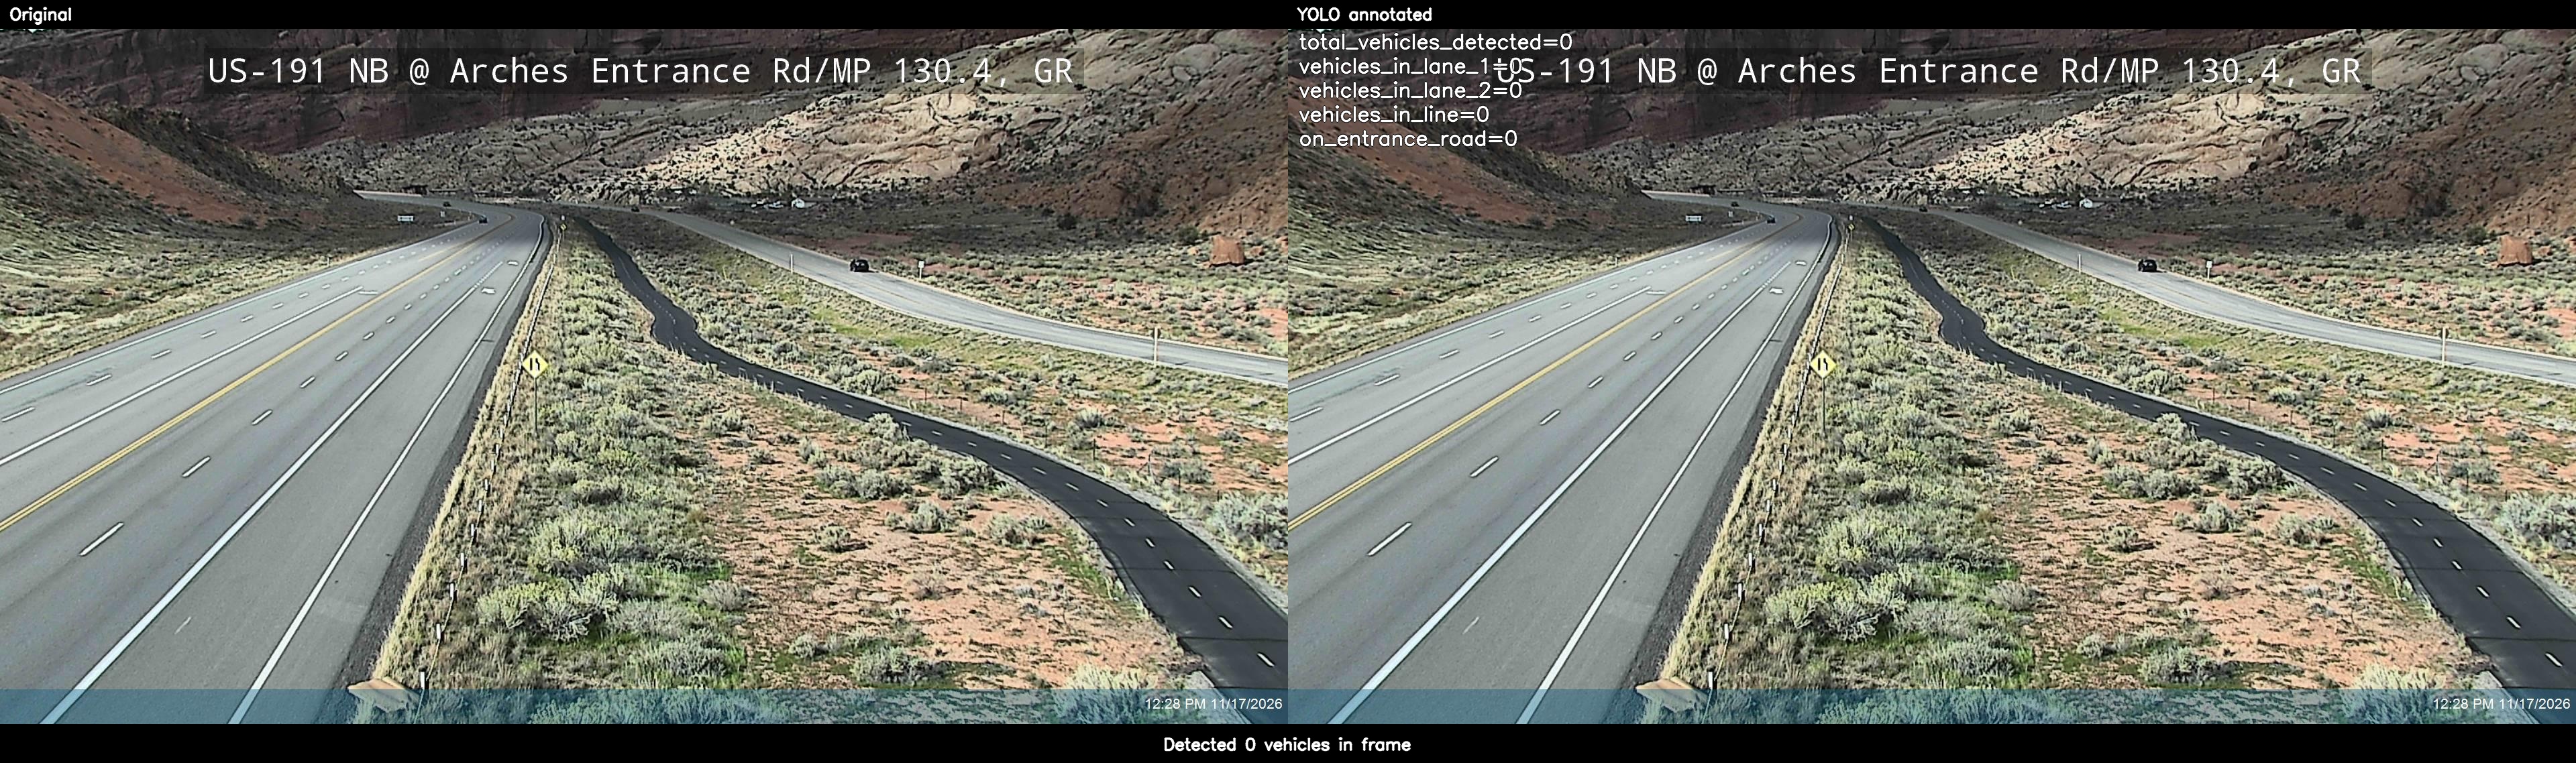 Original
US-191 NB @ Arches Entrance Rd/MP 130.4, GR
12:28 PM 11/17/2026
YOLO annotated
total_vehicles_detected=0
vehicles_in_lane_1=0
US-191 NB @ Arches Entrance Rd/MP 130.4, GR
vehicles_in_lane_2=0
vehicles_in_line=0
on_entrance_road=0
12:28 PM 11/17/2026
Detected 0 vehicles in frame